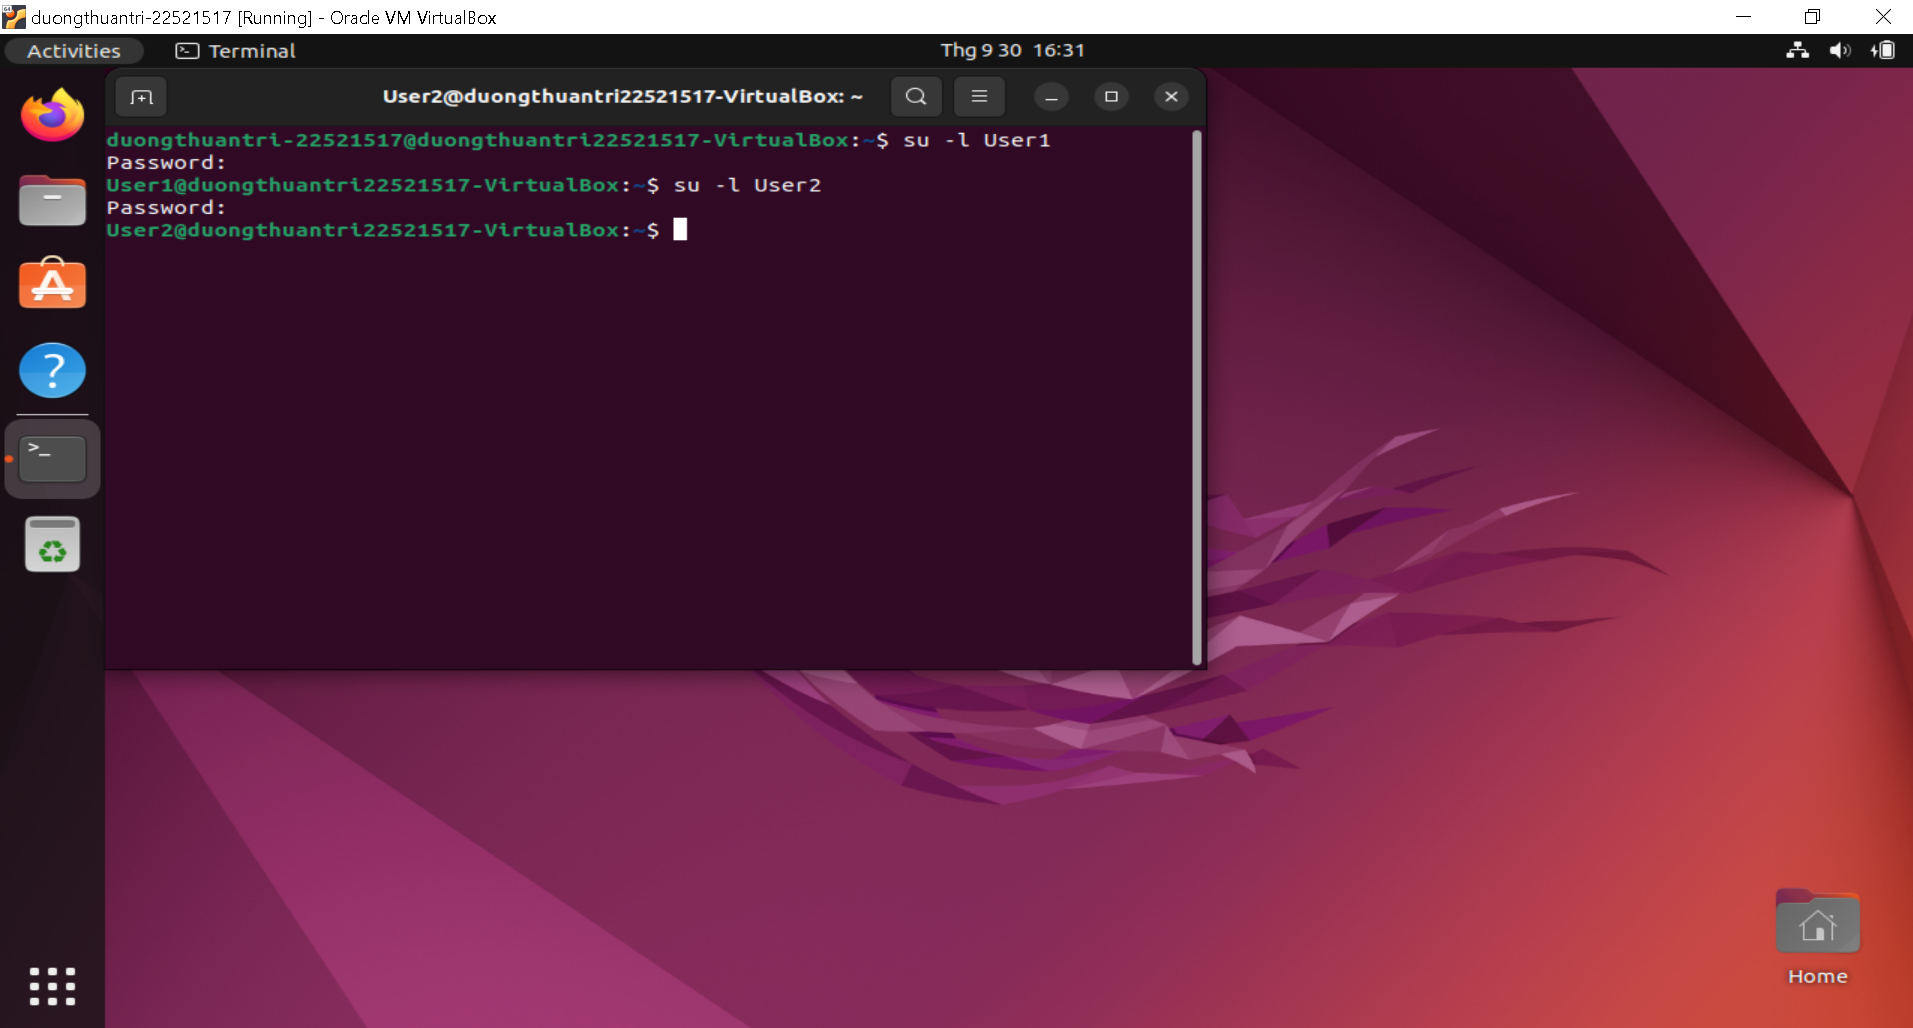 duongthuantri-22521517 [Running] - Oracle VM VirtualBox
Activities
Terminal
Thg 9 30 16:31
User2@duongthuantri22521517-VirtualBox: ~
duongthuantri-22521517@duongthuantri22521517-VirtualBox:~$ su -l User1
Password:
User1@duongthuantri22521517-VirtualBox:~$ su -l User2
Password:
User2@duongthuantri22521517-VirtualBox:~$
Home